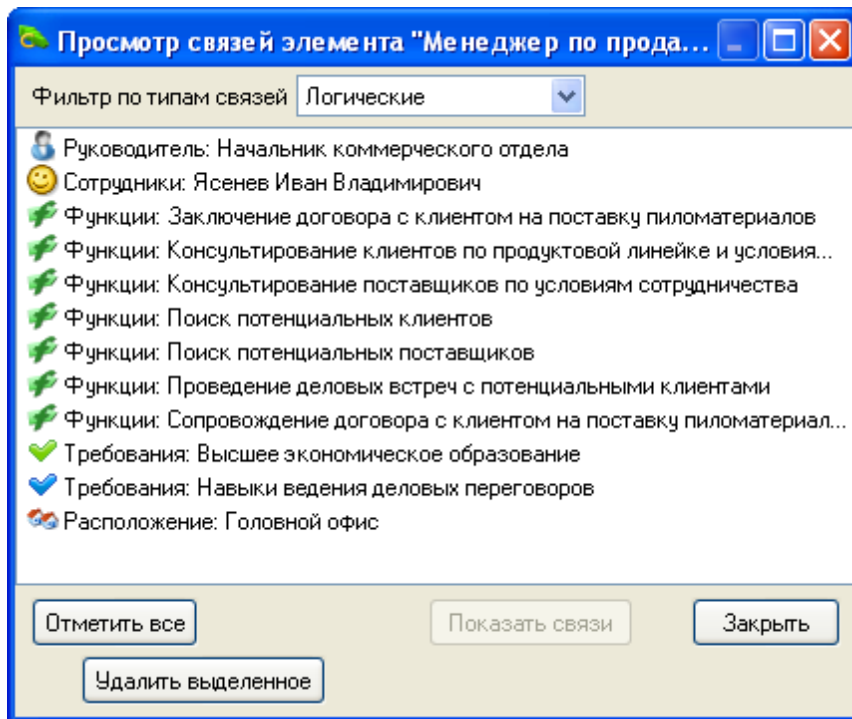 Просмотр связей элемента "Менеджер по прода...
Фильтр по типам связей Логические
Руководитель: Начальник коммерческого отдела
Сотрудники: Ясенев Иван Владимирович
Функции: Заключение договора с клиентом на поставку пиломатериалов
Функции: Консультирование клиентов по продуктовой линейке и условия...
Функции: Консультирование поставщиков по условиям сотрудничества
Функции: Поиск потенциальных клиентов
Функции: Поиск потенциальных поставщиков
Функции: Проведение деловых встреч с потенциальными клиентами
Функции: Сопровождение договора с клиентом на поставку пиломатериал...
Требования: Высшее экономическое образование
Требования: Навыки ведения деловых переговоров
Расположение: Головной офис
Отметить все Показать связи Закрыть
Удалить выделенное